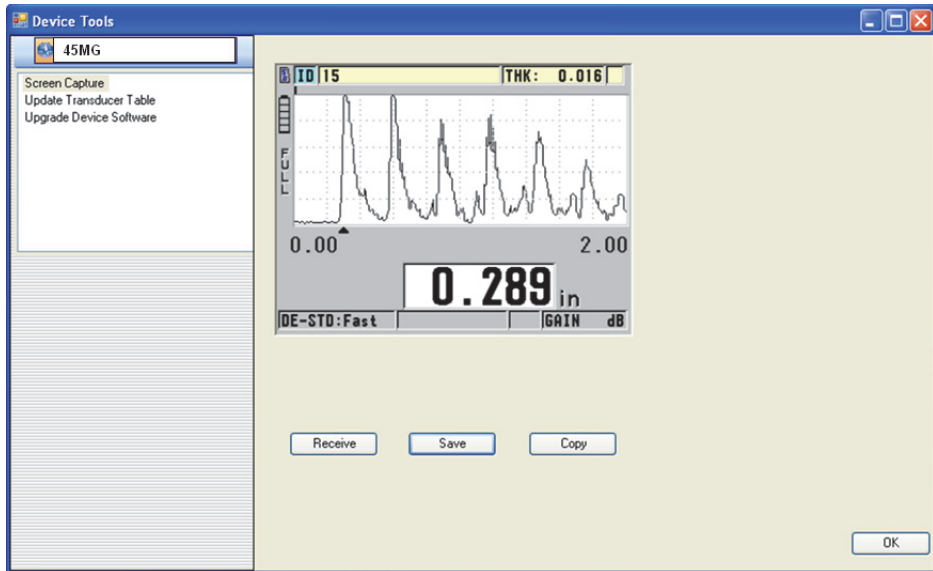 Device Tools
45MG
Screen Capture
Update Transducer Table
Upgrade Device Software
ID 15 THK: 0.016
FULL
0.00 2.00
0.289 in
DE-STD:Fast GAIN dB
Receive Save Copy
OK